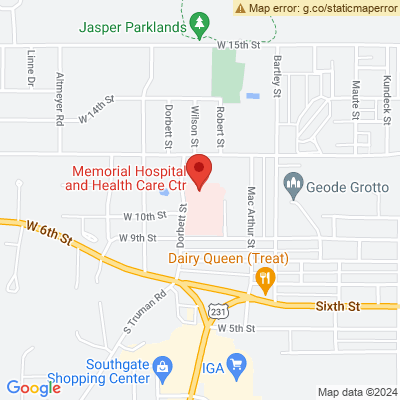 Map error: g.co/staticmaperror
Jasper Parklands
W 15th St
Linne Dr
Altmeyer Rd
W 14th St
Dorbett St
Wilson St
Robert St
Bartley St
Maute St
Kundeck St
Memorial Hospital
and Health Care Ctr
Geode Grotto
Mac Arthur St
W 10th St
Dorbett St
W 6th St
W 9th St
Dairy Queen (Treat)
S Truman Rd
231
Sixth St
W 5th St
Southgate
Shopping Center
IGA
Google
Map data ©2024